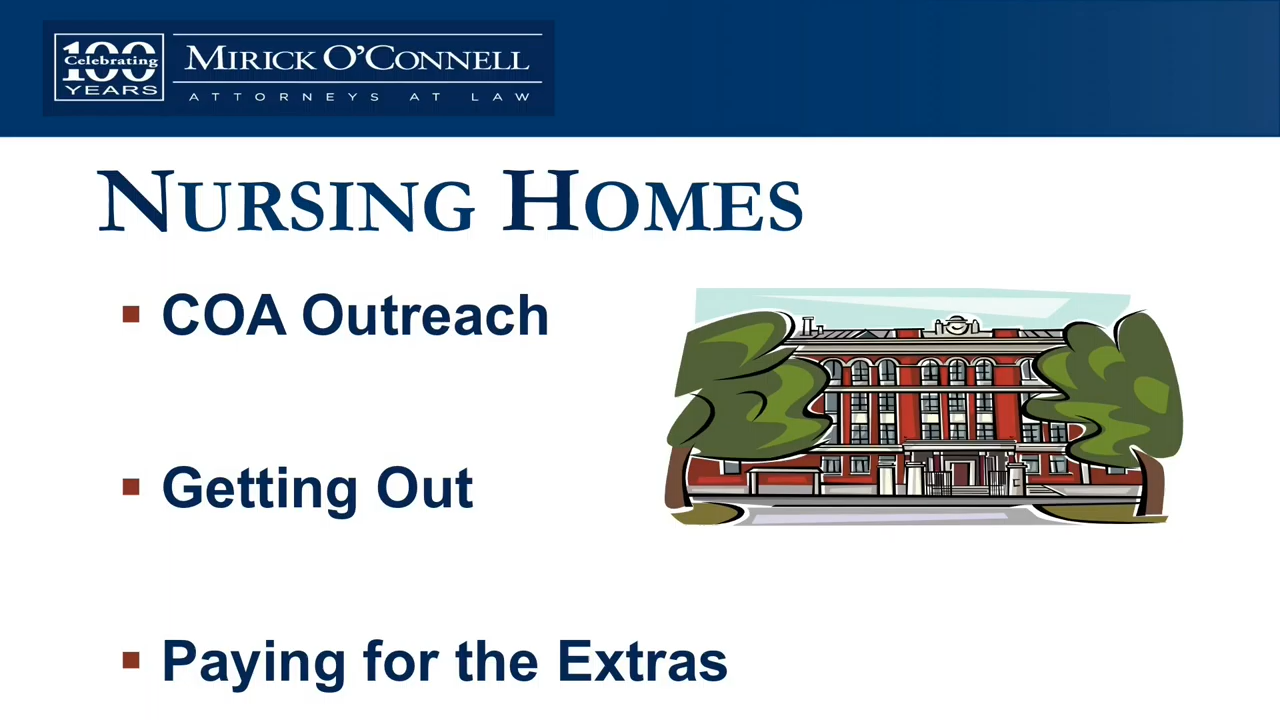 100
Celebrating
YEARS
MIRICK O'CONNELL
ATTORNEYS AT LAW
NURSING HOMES
COA Outreach
Getting Out
Paying for the Extras